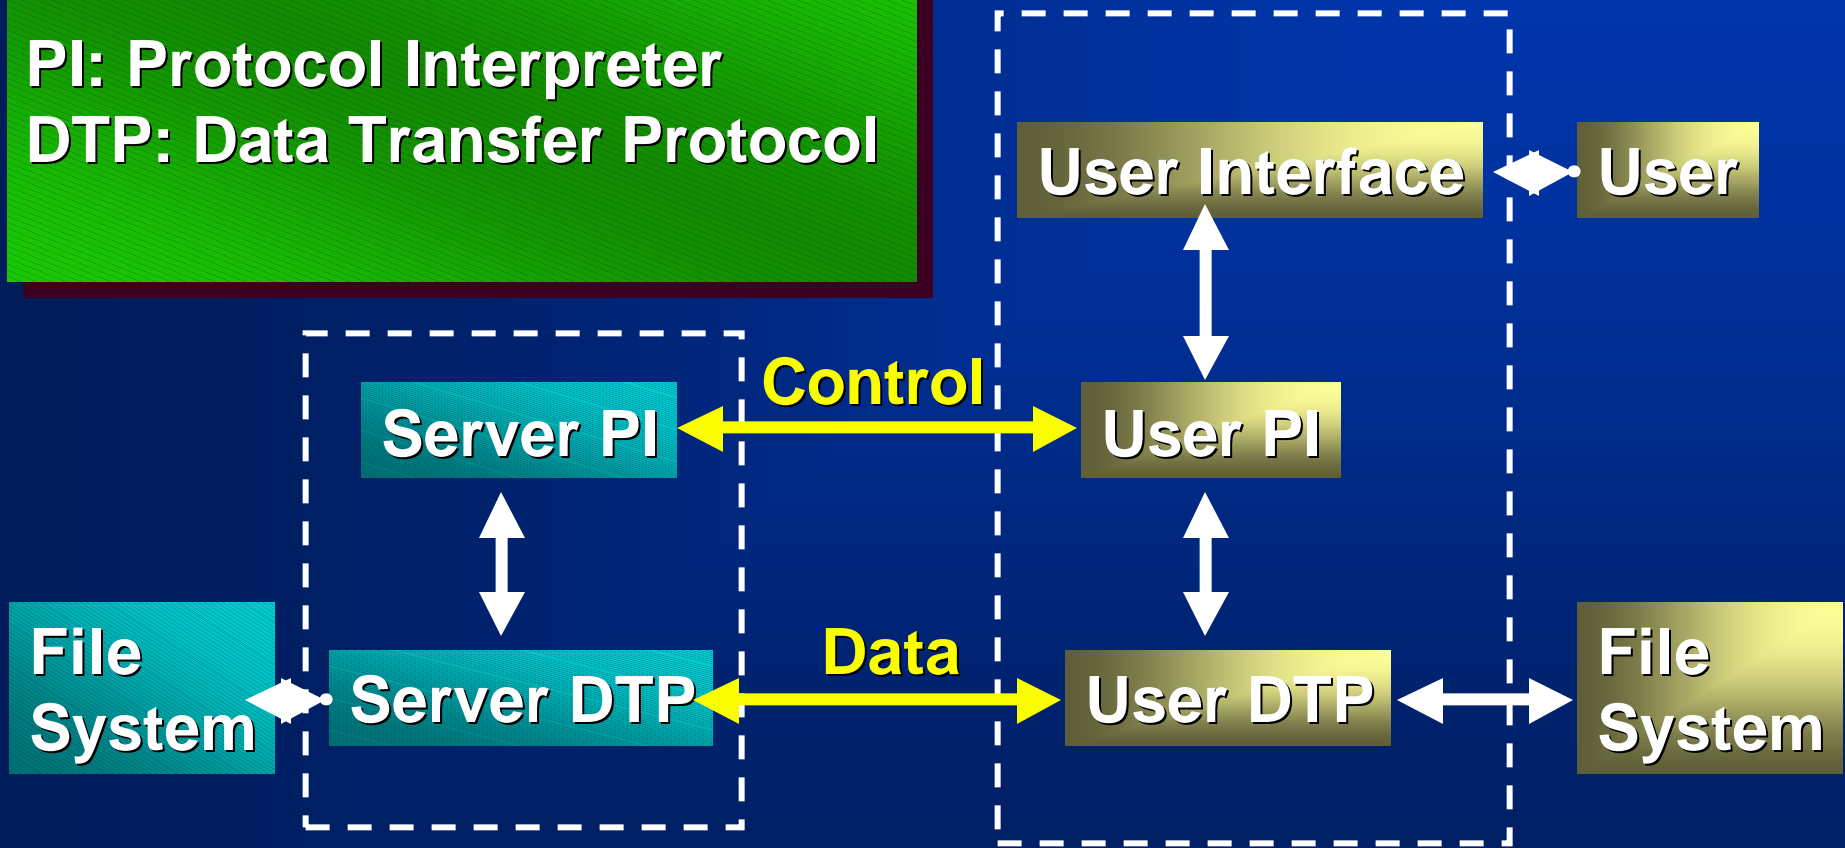 PI: Protocol Interpreter
DTP: Data Transfer Protocol
User Interface
User
Control
Server PI
User PI
File
System
Server DTP
Data
User DTP
File
System